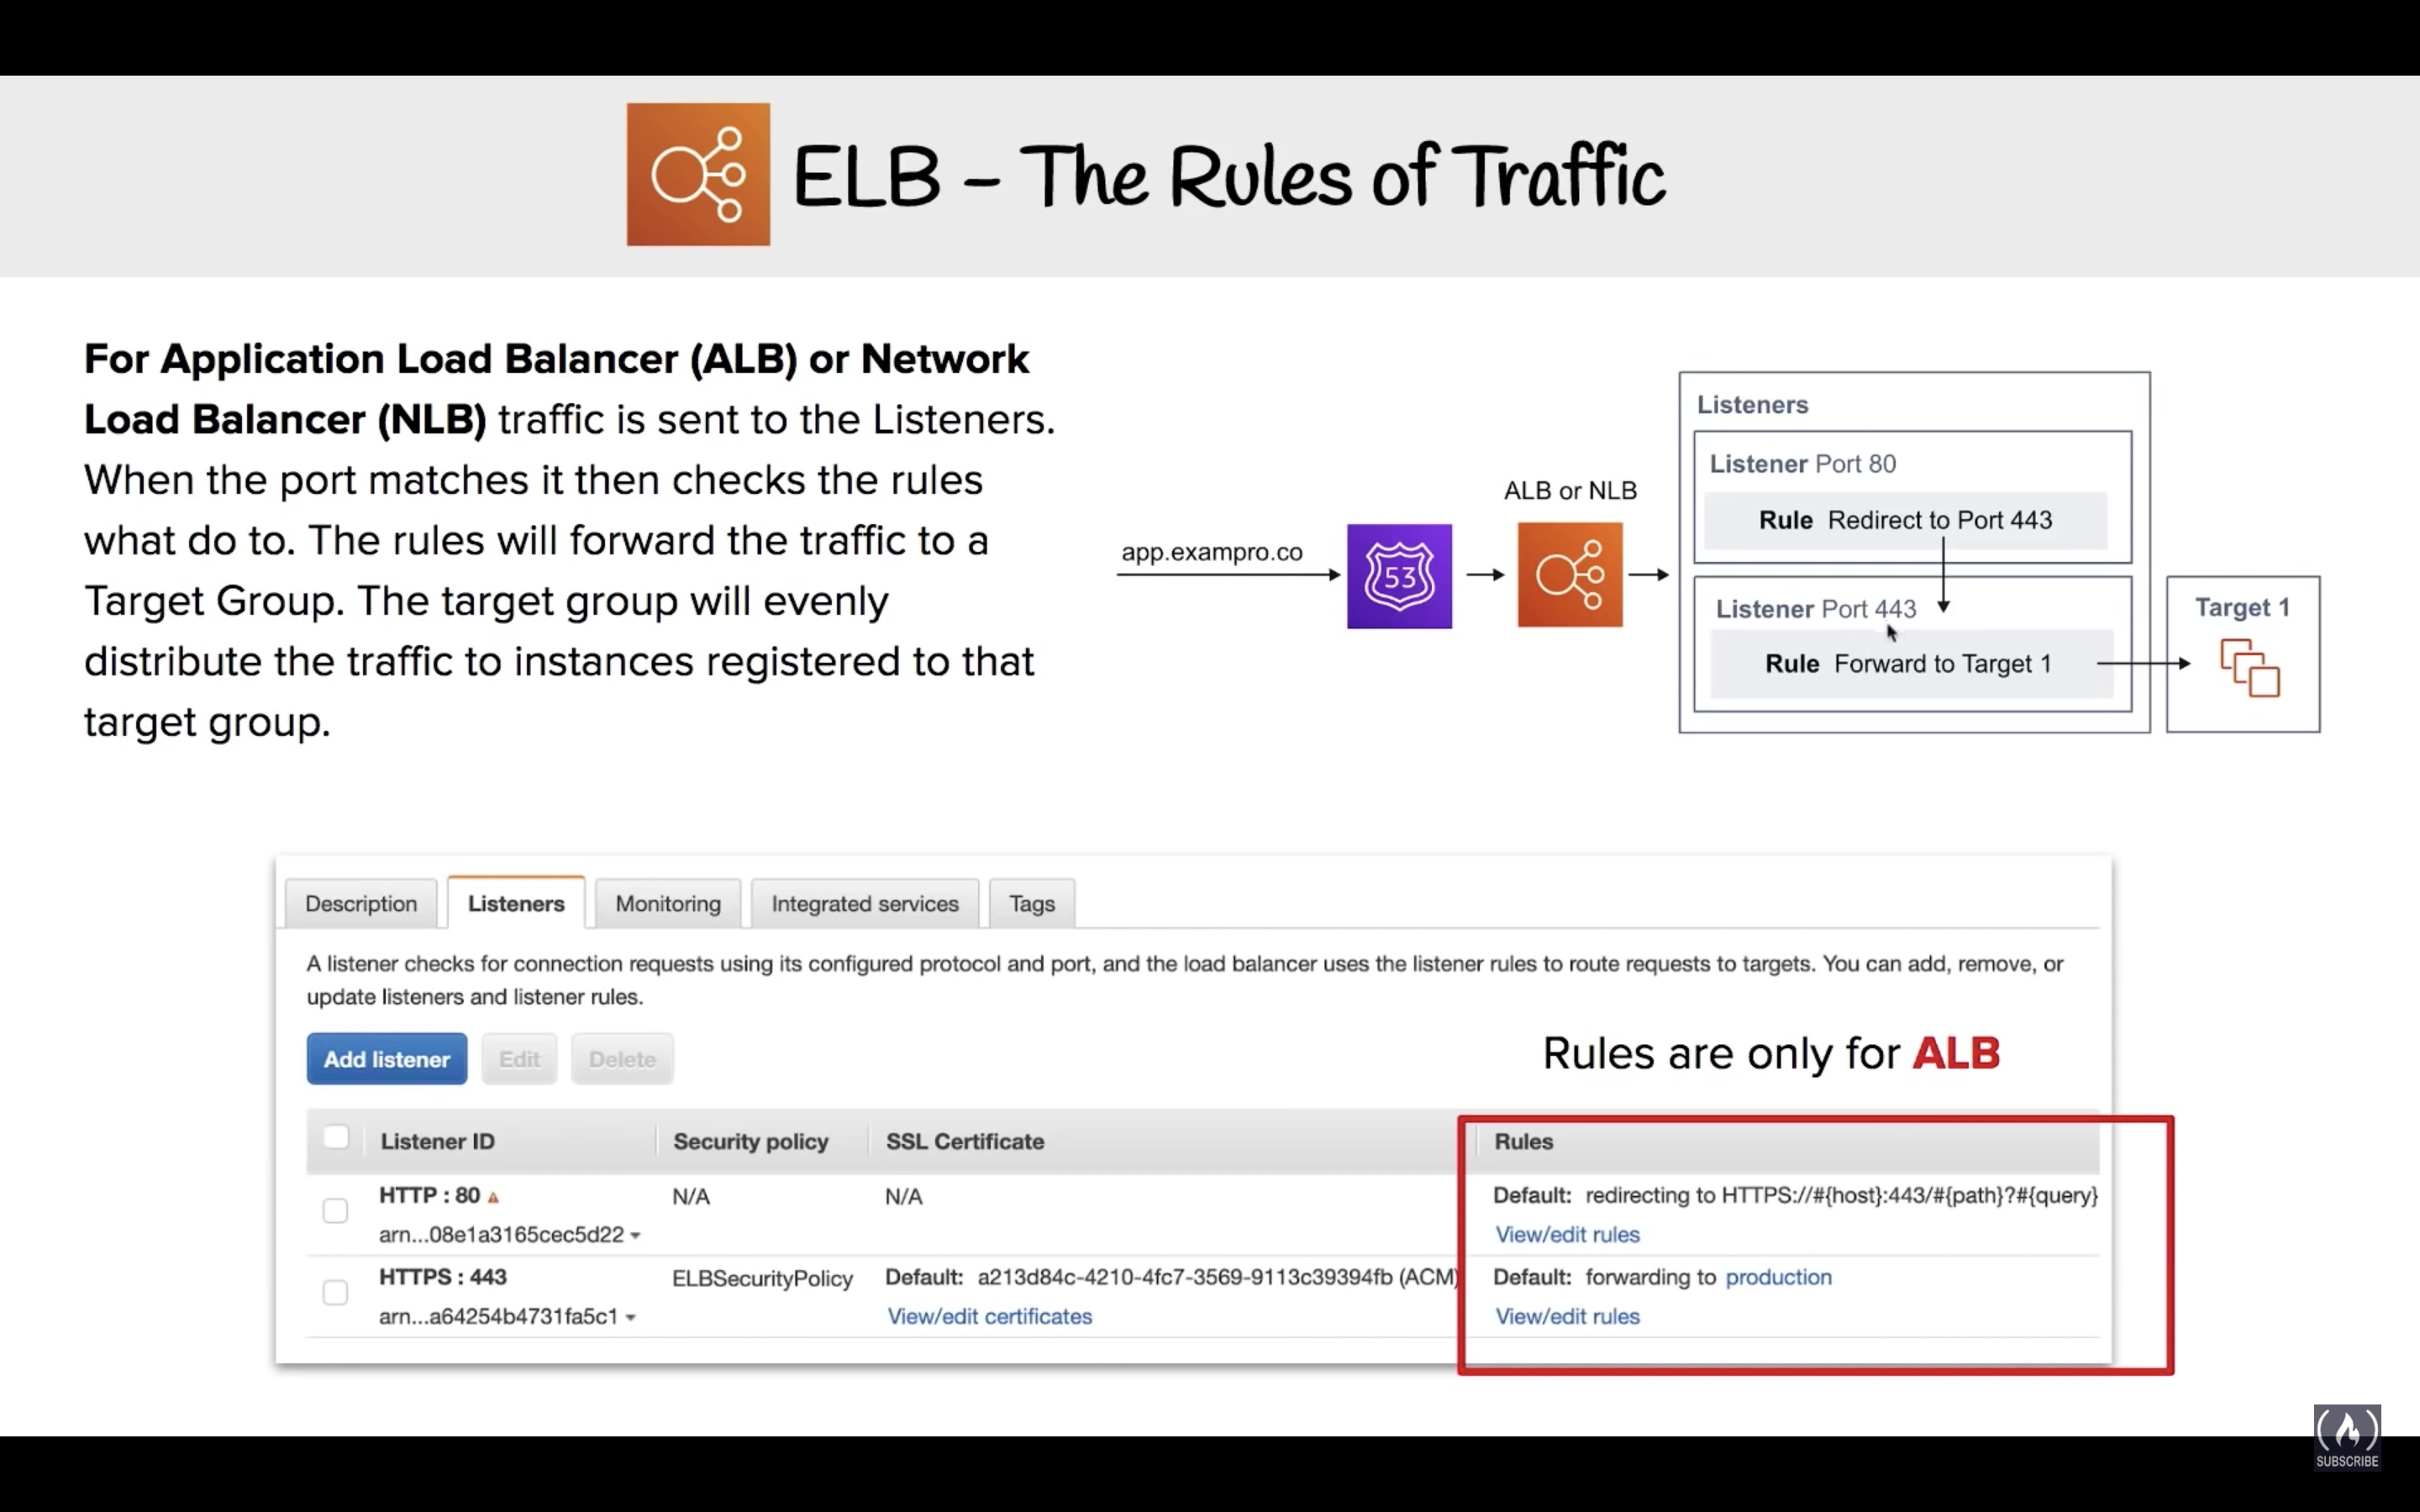 ELB – The Rules of Traffic
For Application Load Balancer (ALB) or Network
Load Balancer (NLB) traffic is sent to the Listeners.
When the port matches it then checks the rules
what do to. The rules will forward the traffic to a
Target Group. The target group will evenly
distribute the traffic to instances registered to that
target group.
app.exampro.co
53
ALB or NLB
Listeners
Listener Port 80
Rule Redirect to Port 443
Listener Port 443
Rule Forward to Target 1
Target 1
Description Listeners Monitoring Integrated services Tags
A listener checks for connection requests using its configured protocol and port, and the load balancer uses the listener rules to route requests to targets. You can add, remove, or
update listeners and listener rules.
Add listener Edit Delete
Rules are only for ALB
Listener ID Security policy SSL Certificate Rules
HTTP : 80 N/A N/A Default: redirecting to HTTPS://#{host}:443/#{path}?#{query}
arn...08e1a3165cec5d22 View/edit rules
HTTPS : 443 ELBSecurityPolicy Default: a213d84c-4210-4fc7-3569-9113c39394fb (ACM) Default: forwarding to production
arn...a64254b4731fa5c1 View/edit certificates View/edit rules
SUBSCRIBE